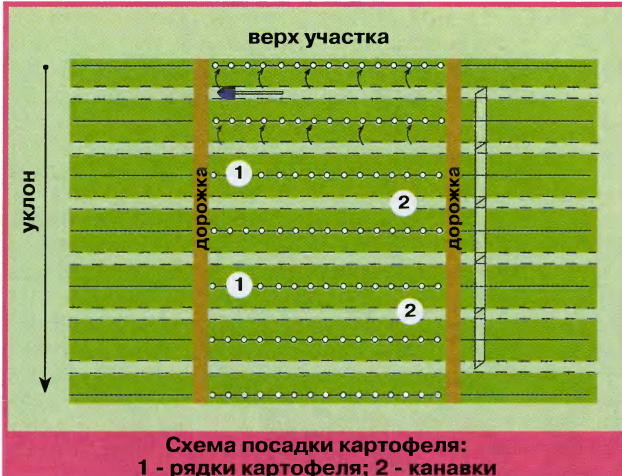 верх участка
уклон
дорожка
дорожка
1
2
1
2
Схема посадки картофеля:
1 - рядки картофеля; 2 - канавки